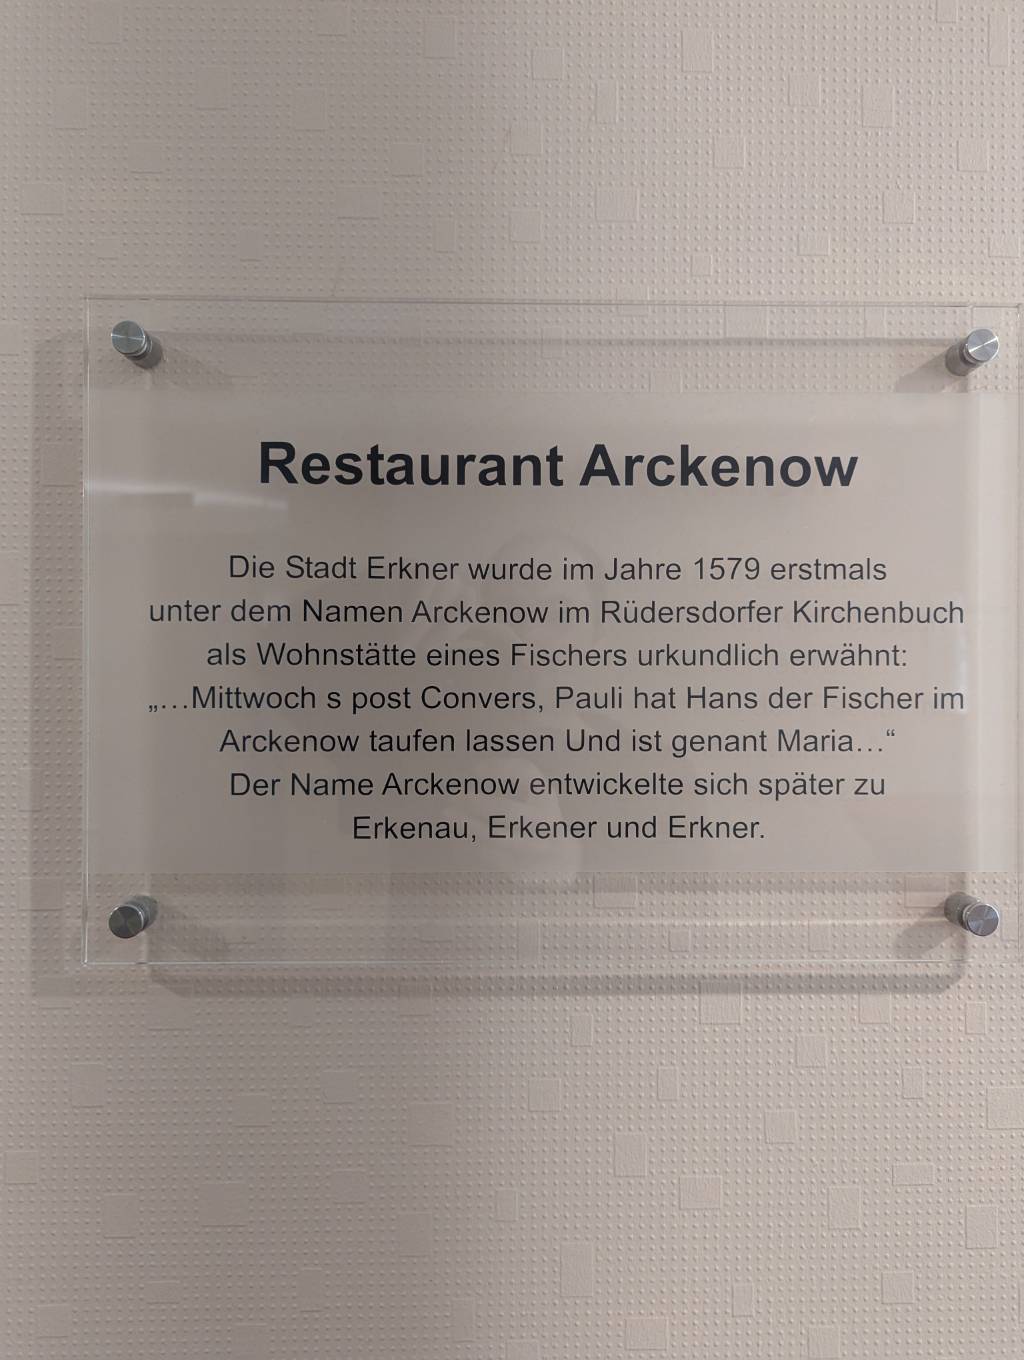 Restaurant Arckenow
Die Stadt Erkner wurde im Jahre 1579 erstmals
unter dem Namen Arckenow im Rüdersdorfer Kirchenbuch
als Wohnstätte eines Fischers urkundlich erwähnt:
„…Mittwoch s post Convers, Pauli hat Hans der Fischer im
Arckenow taufen lassen Und ist genant Maria…“
Der Name Arckenow entwickelte sich später zu
Erkenau, Erkener und Erkner.